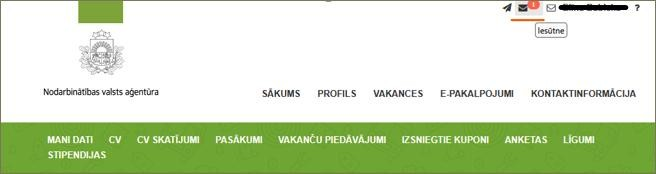 1
Iesūtne
Nodarbinātības valsts aģentūra
SĀKUMS PROFILS VAKANCES E-PAKALPOJUMI KONTAKTINFORMĀCIJA
MANI DATI CV CV SKATĪJUMI PASĀKUMI VAKANČU PIEDĀVĀJUMI IZSNIEGTIE KUPONI ANKETAS LĪGUMI
STIPENDIJAS